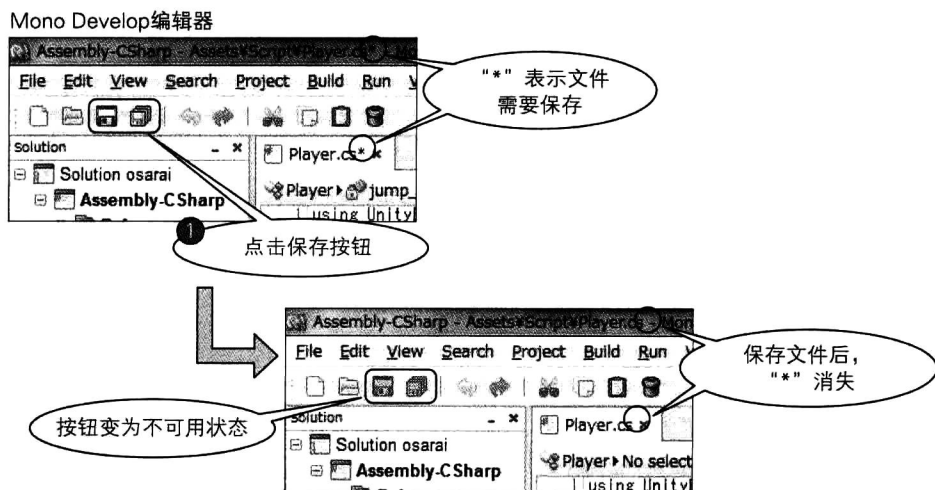 Mono Develop编辑器
Assembly-CSharp - Assets¥Script¥Player.cs*
File Edit View Search Project Build Run
"*" 表示文件
需要保存
Solution
Player.cs*
Solution osarai
Player jump_
Assembly-CSharp
1 using Unity
1
点击保存按钮
Assembly-CSharp - Assets¥Script¥Player.cs - Mon
File Edit View Search Project Build Run
保存文件后,
"*" 消失
按钮变为不可用状态
Solution
Player.cs
Solution osarai
Player No select
Assembly-CSharp
1 using Unity